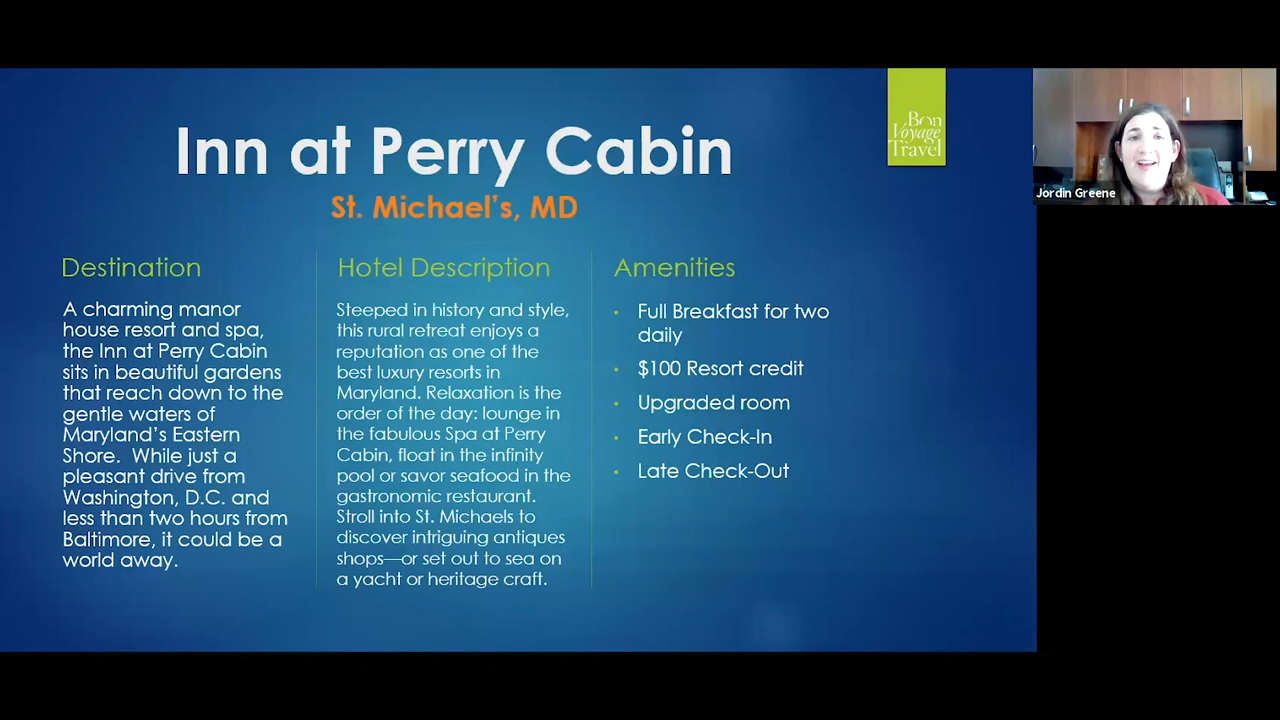 Inn at Perry Cabin
St. Michael's, MD
Bon
Voyage
Travel
Jordin Greene
Destination
A charming manor
house resort and spa,
the Inn at Perry Cabin
sits in beautiful gardens
that reach down to the
gentle waters of
Maryland's Eastern
Shore.  While just a
pleasant drive from
Washington, D.C. and
less than two hours from
Baltimore, it could be a
world away.
Hotel Description
Steeped in history and style,
this rural retreat enjoys a
reputation as one of the
best luxury resorts in
Maryland. Relaxation is the
order of the day: lounge in
the fabulous Spa at Perry
Cabin, float in the infinity
pool or savor seafood in the
gastronomic restaurant.
Stroll into St. Michaels to
discover intriguing antiques
shops—or set out to sea on
a yacht or heritage craft.
Amenities
• Full Breakfast for two
daily
• $100 Resort credit
• Upgraded room
• Early Check-In
• Late Check-Out